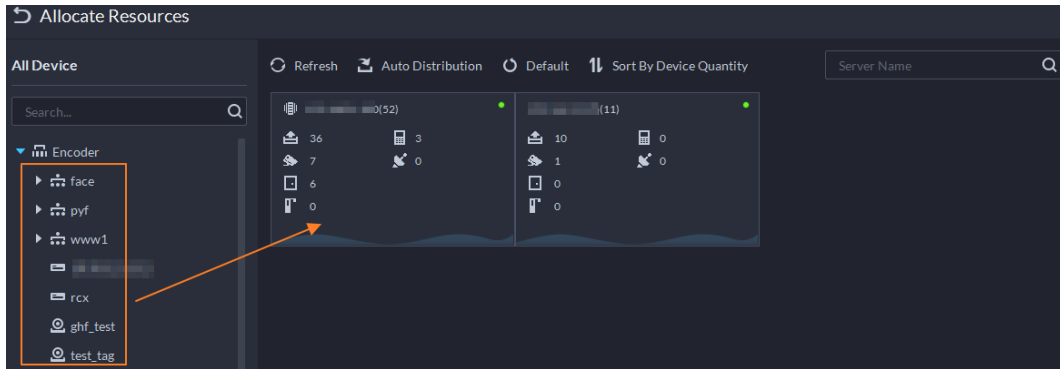 Allocate Resources
All Device
Refresh Auto Distribution Default Sort By Device Quantity Server Name
Search...
0(52) (11)
36 3 10 0
Encoder
7 0 1 0
face
6 0
pyf
0 0
www1
rcx
ghf_test
test_tag